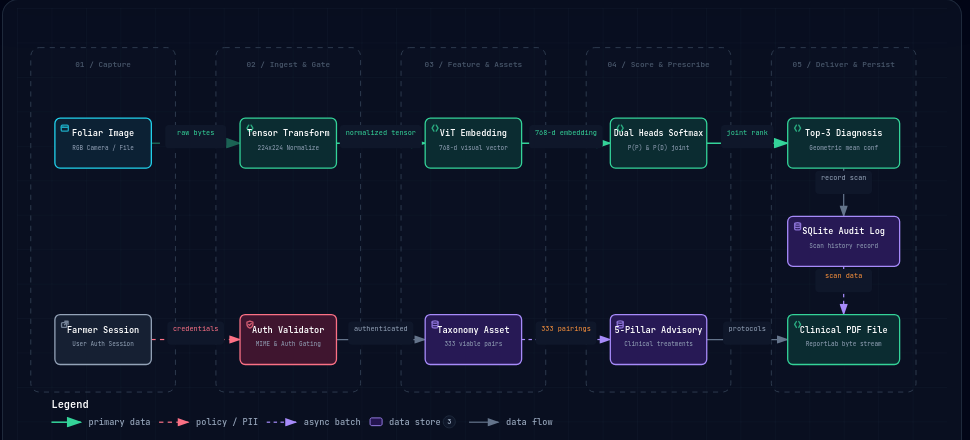 01 / Capture
02 / Ingest & Gate
03 / Feature & Assets
04 / Score & Prescribe
05 / Deliver & Persist
Foliar Image
RGB Camera / File
raw bytes
Tensor Transform
224x224 Normalize
normalized tensor
ViT Embedding
768-d visual vector
768-d embedding
Dual Heads Softmax
P(P) & P(D) joint
joint rank
Top-3 Diagnosis
Geometric mean conf
record scan
SQLite Audit Log
Scan history record
scan data
Farmer Session
User Auth Session
credentials
Auth Validator
MIME & Auth Gating
authenticated
Taxonomy Asset
333 viable pairs
333 pairings
5-Pillar Advisory
Clinical treatments
protocols
Clinical PDF File
ReportLab byte stream
Legend
primary data
policy / PII
async batch
data store 3
data flow